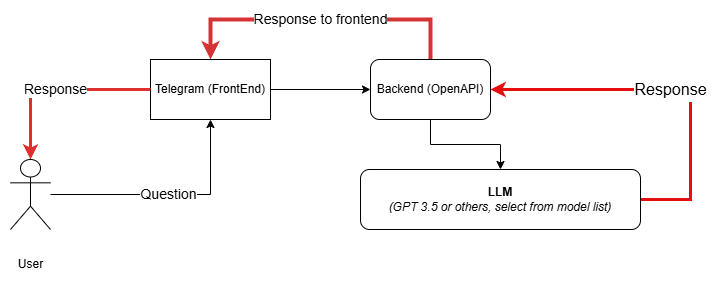 Response to frontend
Response
Telegram (FrontEnd)
Backend (OpenAPI)
Response
Question
LLM
(GPT 3.5 or others, select from model list)
User